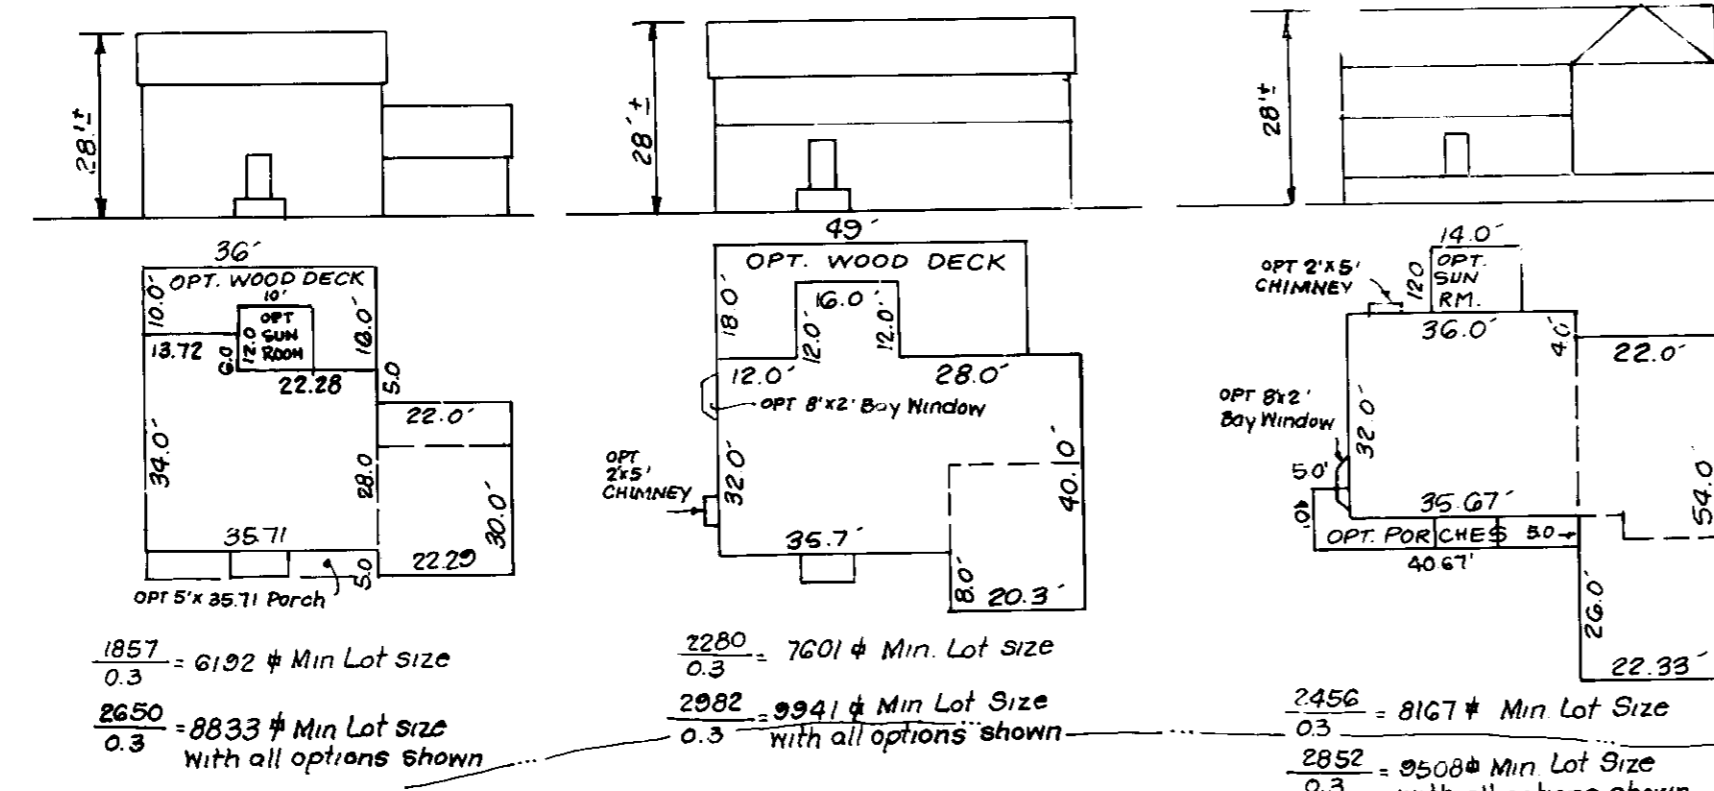 28'±
36'
OPT. WOOD DECK
10.0'
10'
OPT
SUN
ROOM
12.0
6.0
16.0'
13.72
22.28
5.0
22.0'
34.0'
28.0
30.0'
35.71
22.29
5.0
OPT 5'x 35.71 Porch
1857
0.3
= 6192 ⌽ Min Lot Size
2650
0.3
= 8833 ⌽ Min Lot Size
With all options shown
28'±
49'
OPT. WOOD DECK
18.0'
16.0'
12.0'
12.0'
12.0'
28.0'
OPT 8'x2' Bay Window
OPT
2'x5'
CHIMNEY
32.0'
40.0'
35.7'
8.0'
20.3'
2280
0.3
= 7601 ⌽ Min. Lot Size
2982
0.3
= 9941 ⌽ Min Lot Size
With all options shown
28'±
14.0'
OPT 2'x5'
CHIMNEY
12.0
OPT.
SUN
RM.
36.0'
4.0'
22.0'
OPT 8x2'
Bay Window
32.0'
5.0'
35.67'
54.0
OPT. PORCHES
5.0
40.67'
26.0'
22.33'
2456
0.3
= 8167 ⌽ Min. Lot Size
2852
0.3
= 9508 ⌽ Min. Lot Size
with all options shown